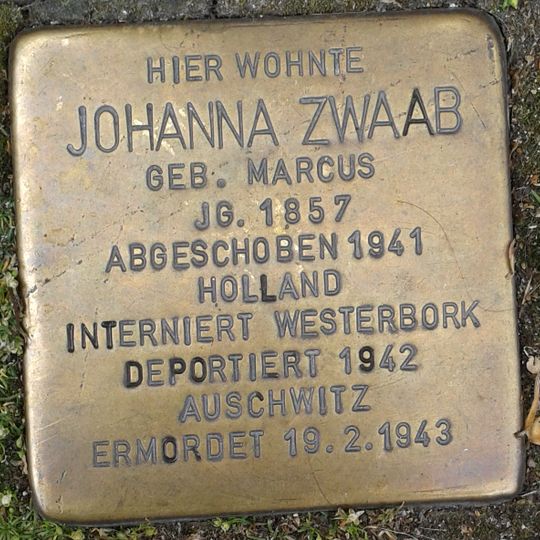 HIER WOHNTE
JOHANNA ZWAAB
GEB. MARCUS
JG. 1857
ABGESCHOBEN 1941
HOLLAND
INTERNIERT WESTERBORK
DEPORTIERT 1942
AUSCHWITZ
ERMORDET 19.2.1943